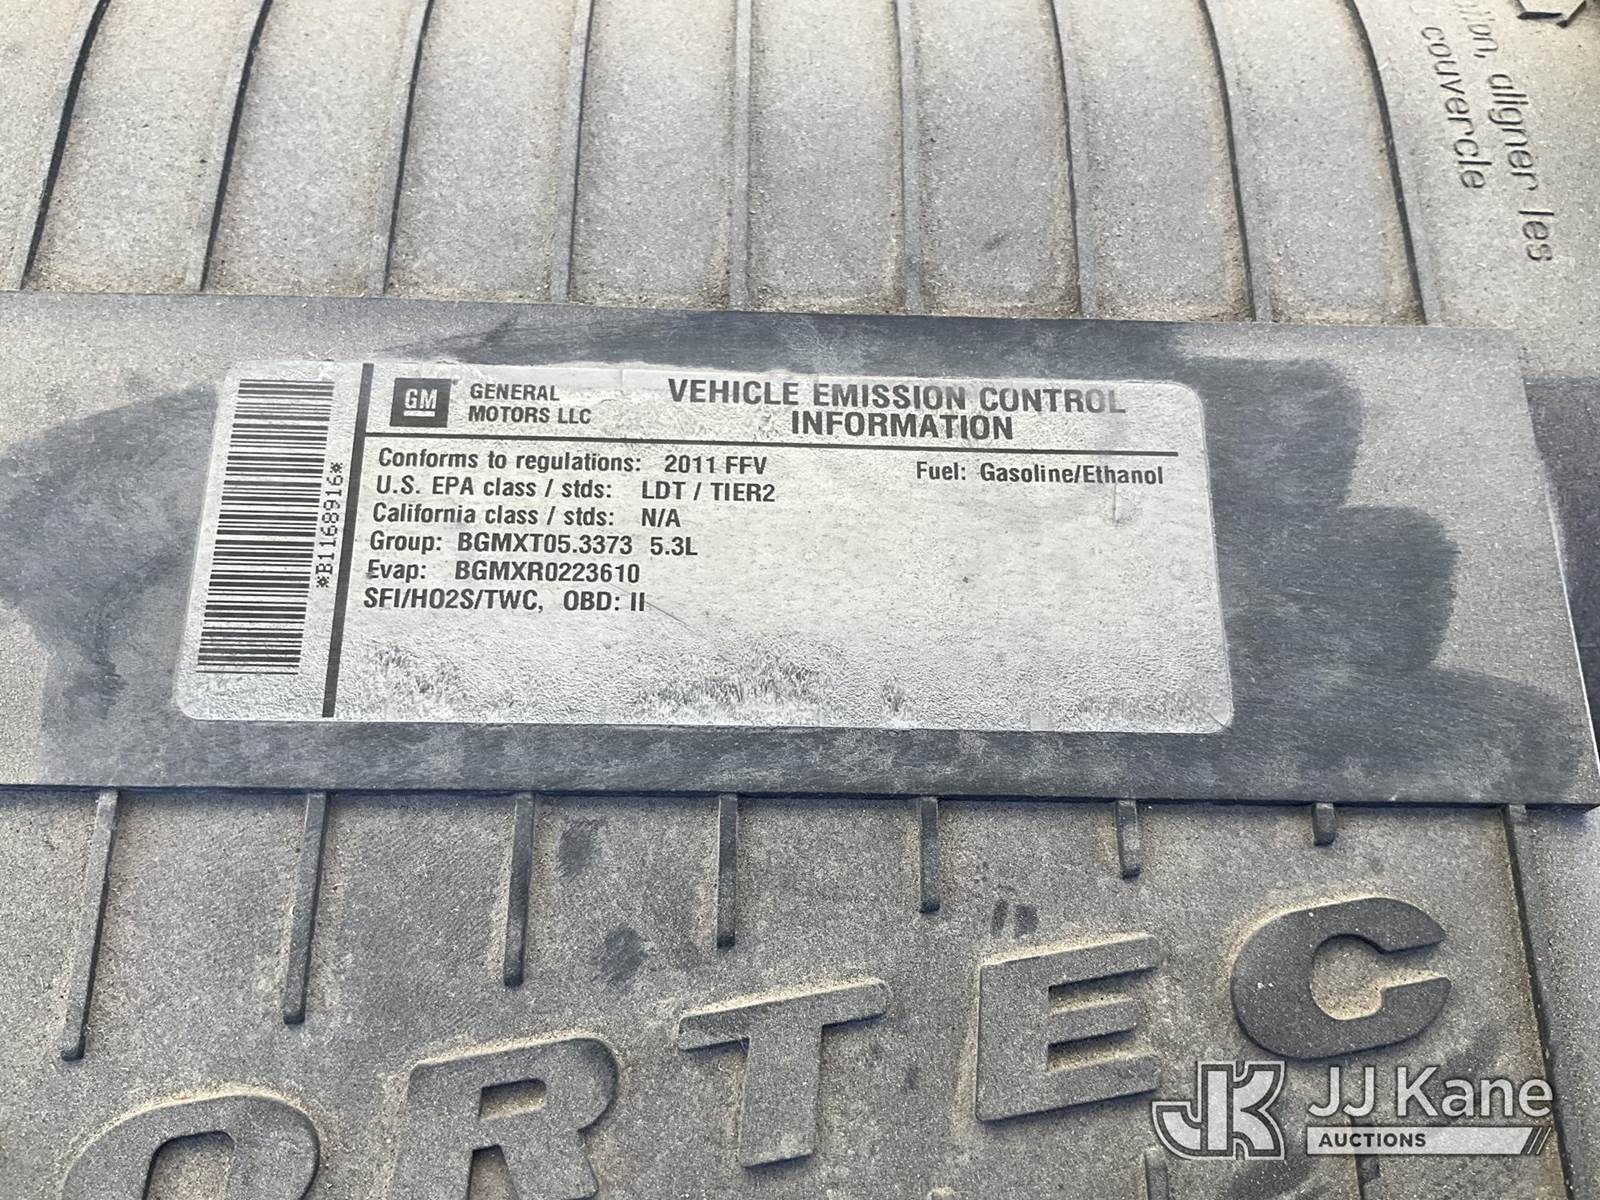 tion, aligner les
couvercle
GM GENERAL
MOTORS LLC
VEHICLE EMISSION CONTROL
INFORMATION
Conforms to regulations: 2011 FFV
Fuel: Gasoline/Ethanol
U.S. EPA class / stds: LDT / TIER2
California class / stds: N/A
Group: BGMXT05.3373 5.3L
Evap: BGMXR0223610
SFI/HO2S/TWC, OBD: II
*B1168916*
ORTEC
JK JJ Kane
AUCTIONS